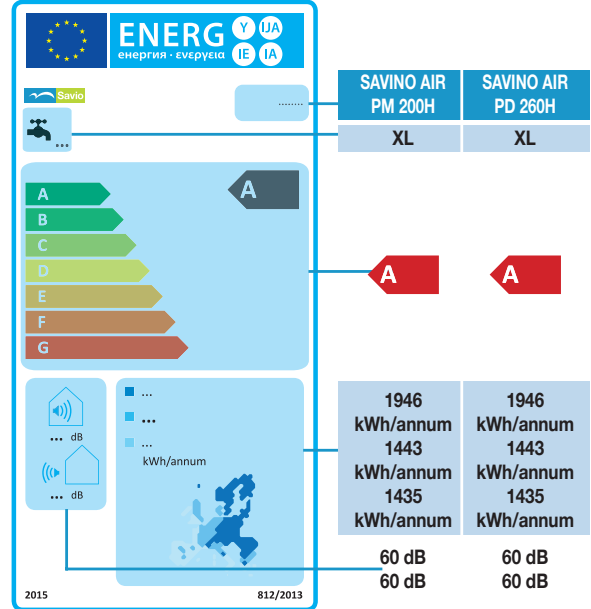 ENERG Y IJA
енергия · ενεργεια IE IA
Savio
........
SAVINO AIR
PM 200H
SAVINO AIR
PD 260H
...
XL
XL
A
A
B
C
D
E
F
G
A
A
... dB
... dB
...
...
...
kWh/annum
1946
kWh/annum
1443
kWh/annum
1435
kWh/annum
1946
kWh/annum
1443
kWh/annum
1435
kWh/annum
60 dB
60 dB
60 dB
60 dB
2015
812/2013